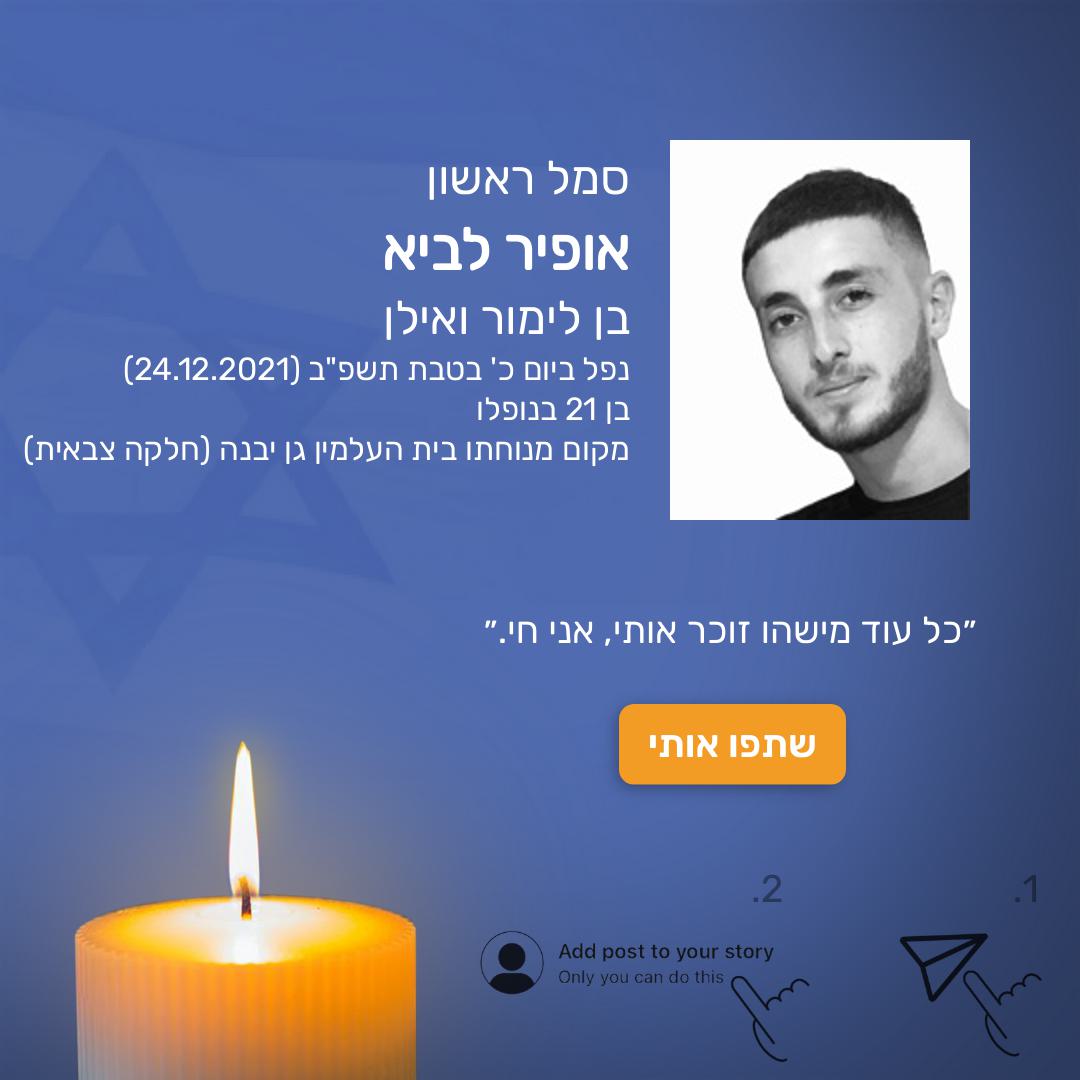 סמל ראשון
אופיר לביא
בן לימור ואילן
נפל ביום כ' בטבת תשפ"ב (24.12.2021)
בן 21 בנופלו
מקום מנוחתו בית העלמין גן יבנה (חלקה צבאית)
״כל עוד מישהו זוכר אותי, אני חי.״
שתפו אותי
.1
.2
Add post to your story
Only you can do this